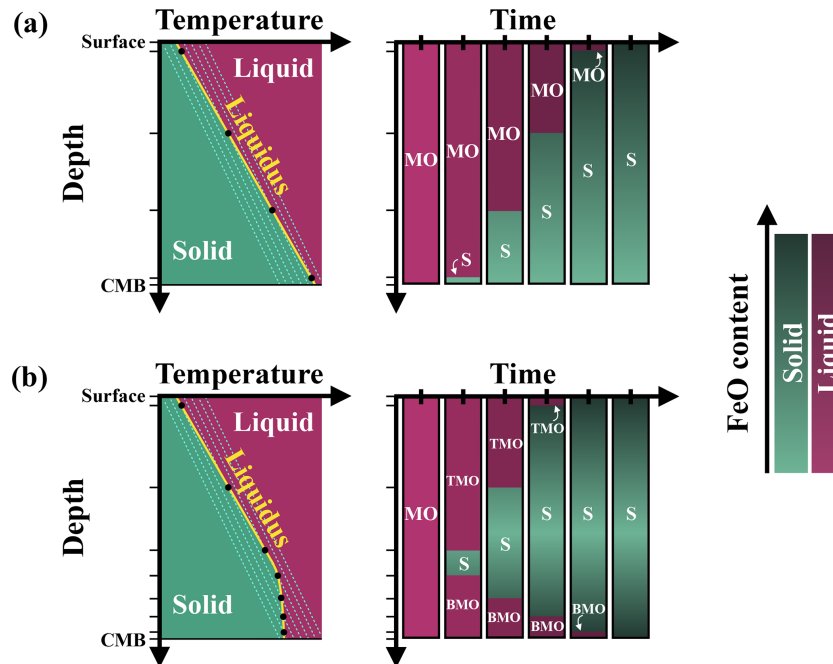 (a)
Temperature
Time
Surface
Liquid
Liquidus
Solid
Depth
CMB
MO
MO
S
MO
S
MO
S
MO
S
S
FeO content
Solid
Liquid
(b)
Temperature
Time
Surface
Liquid
Liquidus
Solid
Depth
CMB
MO
TMO
S
BMO
TMO
S
BMO
TMO
S
BMO
S
BMO
S